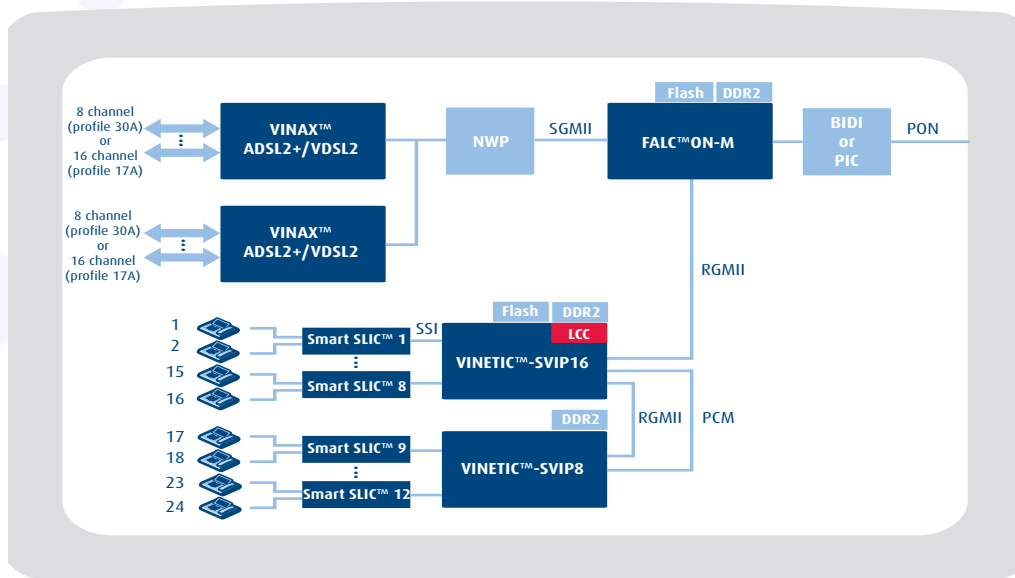 8 channel
(profile 30A)
or
16 channel
(profile 17A)
VINAX™
ADSL2+/VDSL2
NWP
SGMII
Flash
DDR2
FALC™ON-M
BIDI
or
PIC
PON
8 channel
(profile 30A)
or
16 channel
(profile 17A)
VINAX™
ADSL2+/VDSL2
RGMII
1
2
15
16
Smart SLIC™ 1
Smart SLIC™ 8
SSI
Flash
DDR2
LCC
VINETIC™-SVIP16
RGMII
PCM
17
18
23
24
Smart SLIC™ 9
Smart SLIC™ 12
DDR2
VINETIC™-SVIP8